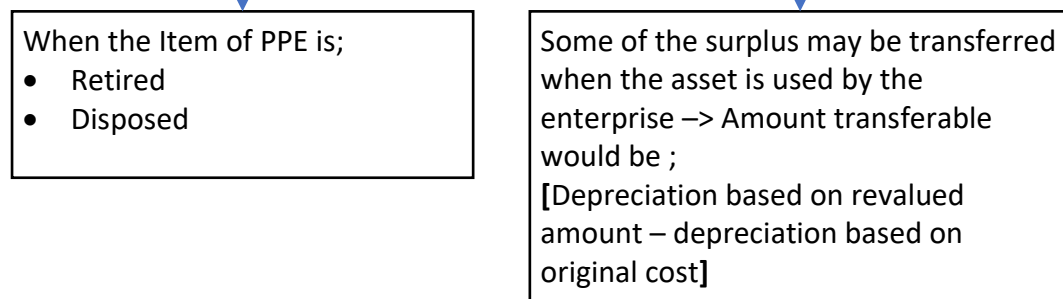 When the Item of PPE is;
• Retired
• Disposed
Some of the surplus may be transferred
when the asset is used by the
enterprise –> Amount transferable
would be ;
[Depreciation based on revalued
amount – depreciation based on
original cost]